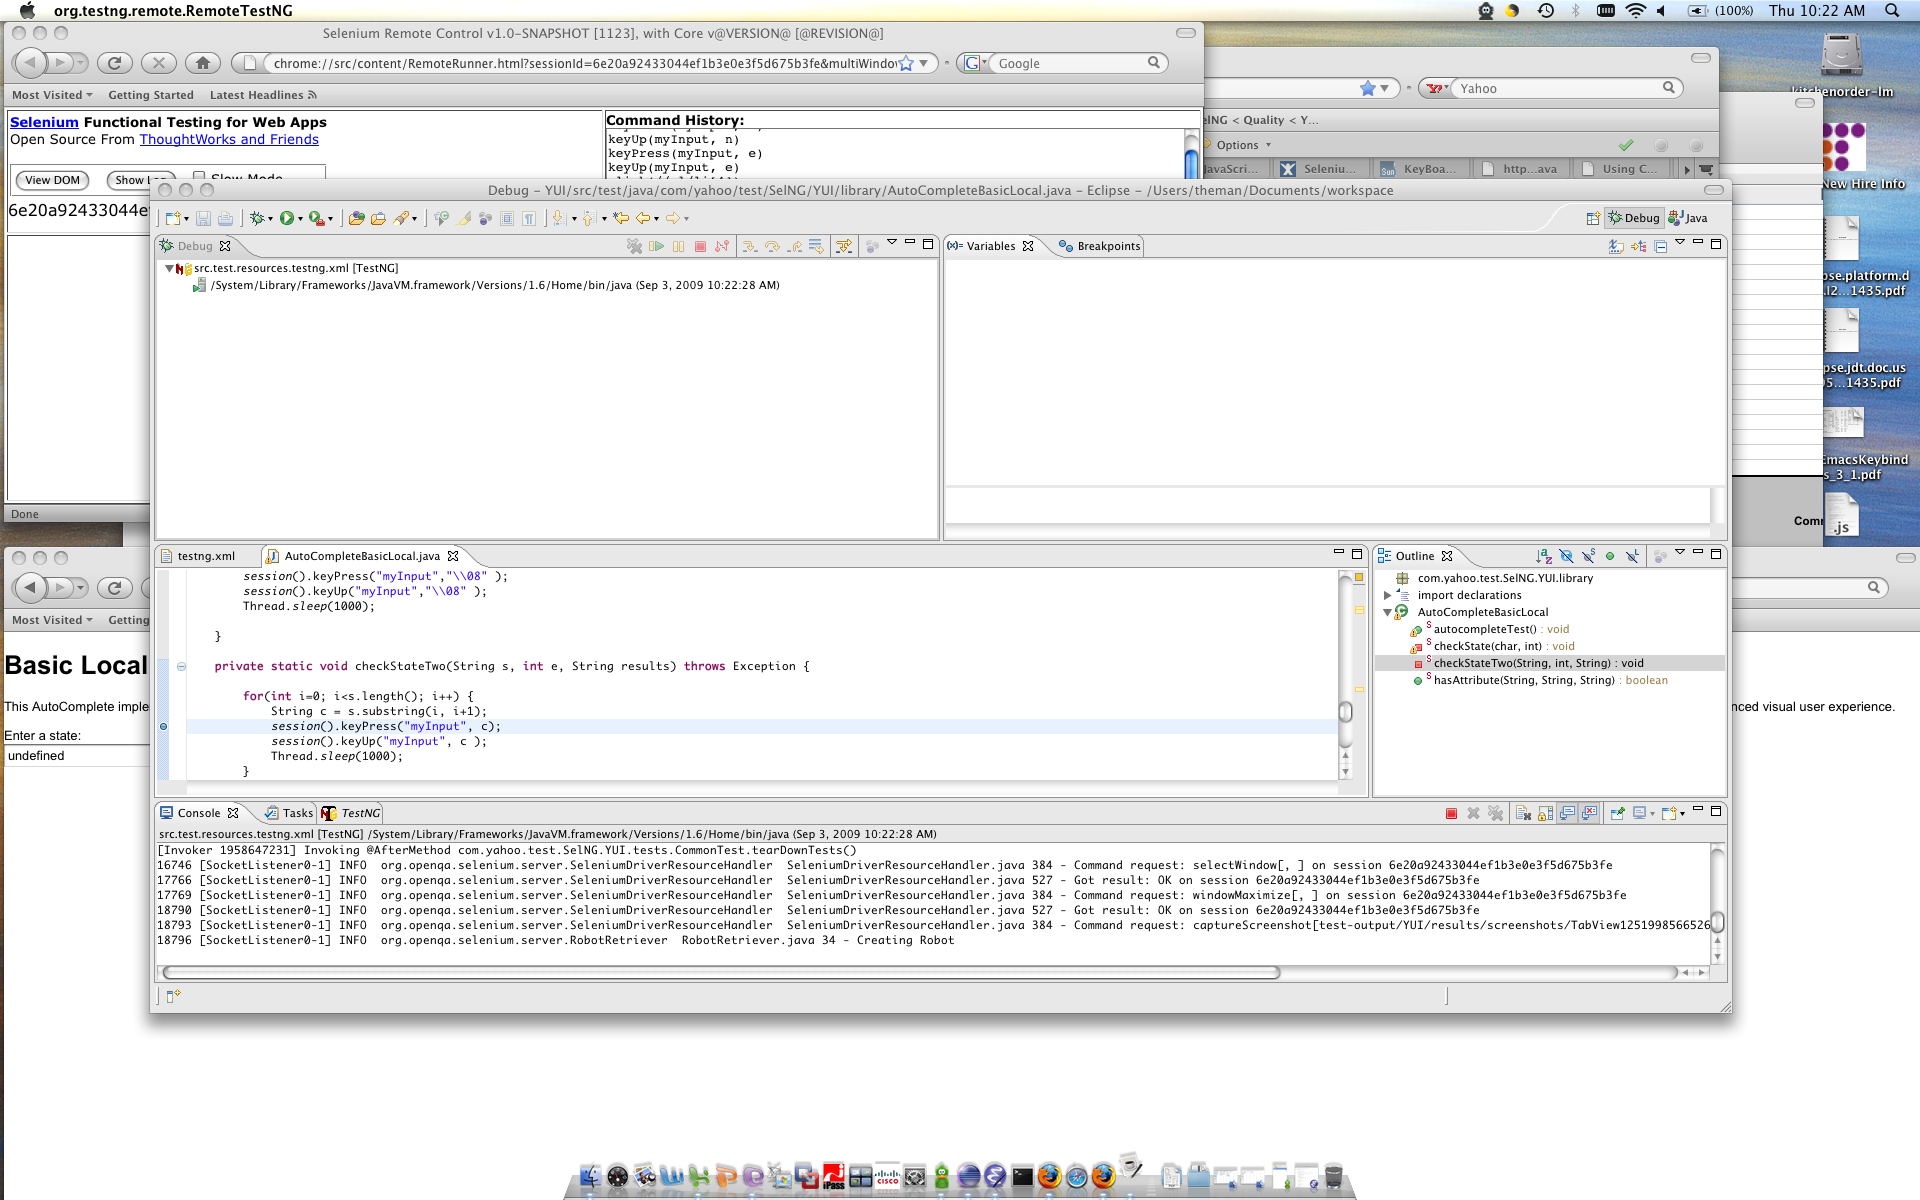 org.testng.remote.RemoteTestNG
(100%) Thu 10:22 AM
Selenium Remote Control v1.0-SNAPSHOT [1123], with Core v@VERSION@ [@REVISION@]
chrome://src/content/RemoteRunner.html?sessionId=6e20a92433044ef1b3e0e3f5d675b3fe&multiWindo
Google
Yahoo
Most Visited
Getting Started
Latest Headlines
kitchenorder-lm
Selenium Functional Testing for Web Apps
Open Source From ThoughtWorks and Friends
Command History:
keyUp(myInput, n)
keyPress(myInput, e)
keyUp(myInput, e)
View DOM
Show Log
Slow Mode
6e20a92433044e
elNG < Quality < Y...
Options
JavaScri...
Seleniu...
KeyBoa...
http...ava
Using C...
New Hire Info
Debug - YUI/src/test/java/com/yahoo/test/SelNG/YUI/library/AutoCompleteBasicLocal.java - Eclipse - /Users/theman/Documents/workspace
Debug
Java
Debug
src.test.resources.testng.xml [TestNG]
/System/Library/Frameworks/JavaVM.framework/Versions/1.6/Home/bin/java (Sep 3, 2009 10:22:28 AM)
(x)= Variables
Breakpoints
pse.platform.d
.l2...1435.pdf
pse.jdt.doc.us
05...1435.pdf
EmacsKeybind
s_3_1.pdf
.js
Com
Done
testng.xml
AutoCompleteBasicLocal.java
session().keyPress("myInput","\\08" );
session().keyUp("myInput","\\08" );
Thread.sleep(1000);
}
private static void checkStateTwo(String s, int e, String results) throws Exception {
for(int i=0; i<s.length(); i++) {
String c = s.substring(i, i+1);
session().keyPress("myInput", c);
session().keyUp("myInput", c );
Thread.sleep(1000);
}
Outline
com.yahoo.test.SelNG.YUI.library
import declarations
AutoCompleteBasicLocal
autocompleteTest() : void
checkState(char, int) : void
checkStateTwo(String, int, String) : void
hasAttribute(String, String, String) : boolean
Most Visited
Getting
Basic Local
This AutoComplete imple
nced visual user experience.
Enter a state:
undefined
Console
Tasks
TestNG
src.test.resources.testng.xml [TestNG] /System/Library/Frameworks/JavaVM.framework/Versions/1.6/Home/bin/java (Sep 3, 2009 10:22:28 AM)
[Invoker 1958647231] Invoking @AfterMethod com.yahoo.test.SelNG.YUI.tests.CommonTest.tearDownTests()
16746 [SocketListener0-1] INFO org.openqa.selenium.server.SeleniumDriverResourceHandler SeleniumDriverResourceHandler.java 384 - Command request: selectWindow[, ] on session 6e20a92433044ef1b3e0e3f5d675b3fe
17766 [SocketListener0-1] INFO org.openqa.selenium.server.SeleniumDriverResourceHandler SeleniumDriverResourceHandler.java 527 - Got result: OK on session 6e20a92433044ef1b3e0e3f5d675b3fe
17769 [SocketListener0-1] INFO org.openqa.selenium.server.SeleniumDriverResourceHandler SeleniumDriverResourceHandler.java 384 - Command request: windowMaximize[, ] on session 6e20a92433044ef1b3e0e3f5d675b3fe
18790 [SocketListener0-1] INFO org.openqa.selenium.server.SeleniumDriverResourceHandler SeleniumDriverResourceHandler.java 527 - Got result: OK on session 6e20a92433044ef1b3e0e3f5d675b3fe
18793 [SocketListener0-1] INFO org.openqa.selenium.server.SeleniumDriverResourceHandler SeleniumDriverResourceHandler.java 384 - Command request: captureScreenshot[test-output/YUI/results/screenshots/TabView1251998566526
18796 [SocketListener0-1] INFO org.openqa.selenium.server.RobotRetriever RobotRetriever.java 34 - Creating Robot
iPass
CISCO